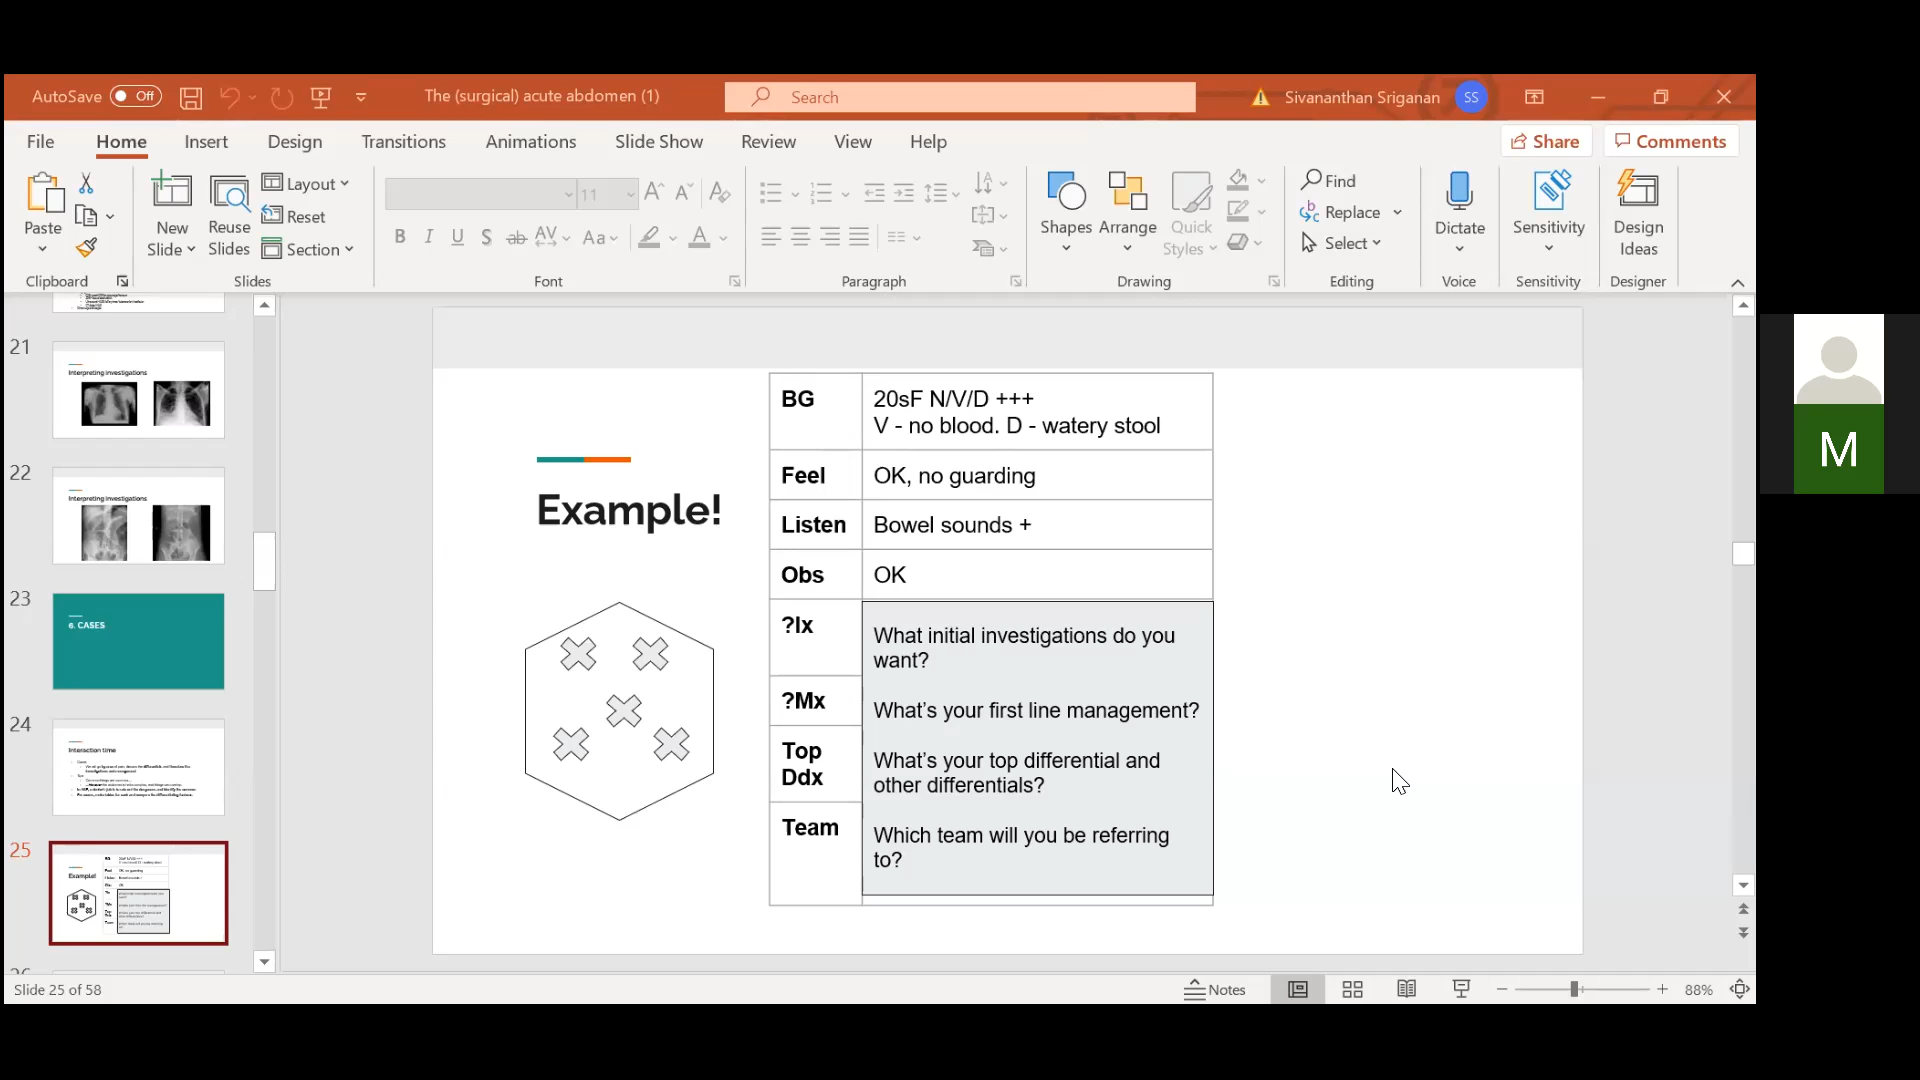 AutoSave Off
The (surgical) acute abdomen (1)
Search
Sivananthan Sriganan SS
File Home Insert Design Transitions Animations Slide Show Review View Help
Share Comments
Paste
New Slide
Reuse Slides
Layout
Reset
Section
11
Find
Replace
Select
Shapes Arrange Quick Styles
Dictate
Sensitivity
Design Ideas
Clipboard Slides Font Paragraph Drawing Editing Voice Sensitivity Designer
21
Interpreting investigations
22
Interpreting investigations
23
6. CASES
24
Interaction time
25
Example!
Example!
BG 20sF N/V/D +++
V - no blood. D - watery stool
Feel OK, no guarding
Listen Bowel sounds +
Obs OK
?Ix What initial investigations do you
want?
?Mx What's your first line management?
Top What's your top differential and
Ddx other differentials?
Team Which team will you be referring
to?
M
Slide 25 of 58
Notes
88%